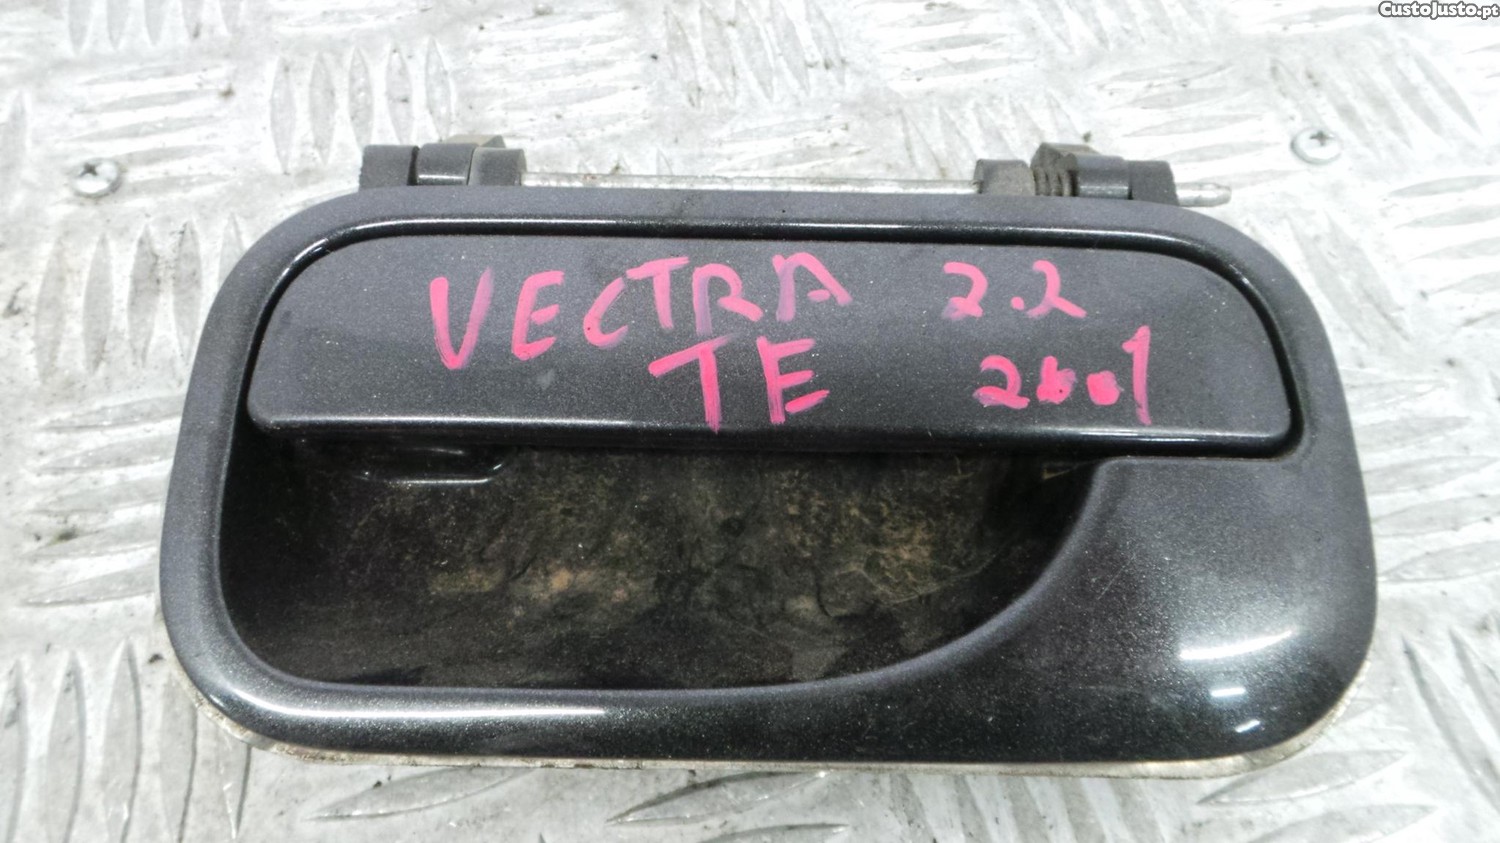 CustoJusto.pt
VECTRA 2.2
TE 2001